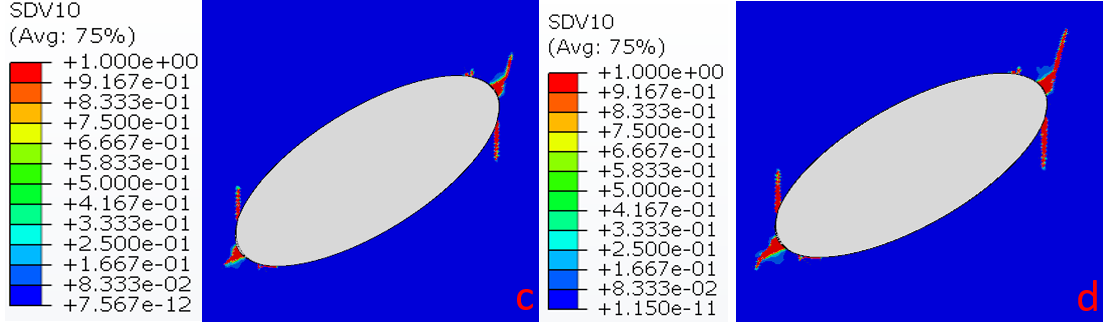 SDV10
(Avg: 75%)
+1.000e+00
+9.167e-01
+8.333e-01
+7.500e-01
+6.667e-01
+5.833e-01
+5.000e-01
+4.167e-01
+3.333e-01
+2.500e-01
+1.667e-01
+8.333e-02
+7.567e-12
c
SDV10
(Avg: 75%)
+1.000e+00
+9.167e-01
+8.333e-01
+7.500e-01
+6.667e-01
+5.833e-01
+5.000e-01
+4.167e-01
+3.333e-01
+2.500e-01
+1.667e-01
+8.333e-02
+1.150e-11
d